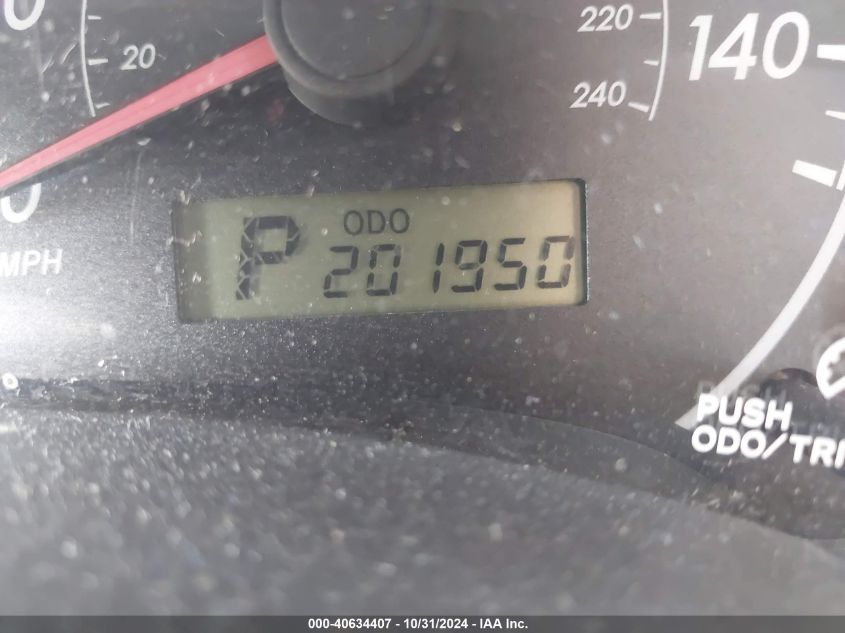 20
220
240
140
MPH
P
ODO
201950
PUSH
ODO/TRI
000-40634407 - 10/31/2024 - IAA Inc.